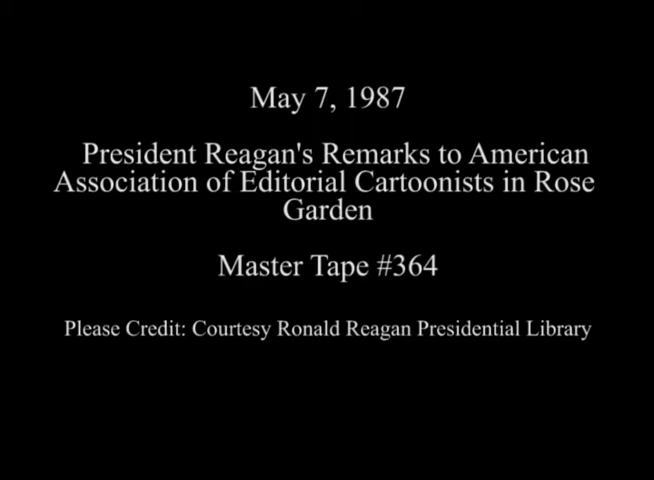 May 7, 1987
President Reagan's Remarks to American
Association of Editorial Cartoonists in Rose
Garden
Master Tape #364
Please Credit: Courtesy Ronald Reagan Presidential Library